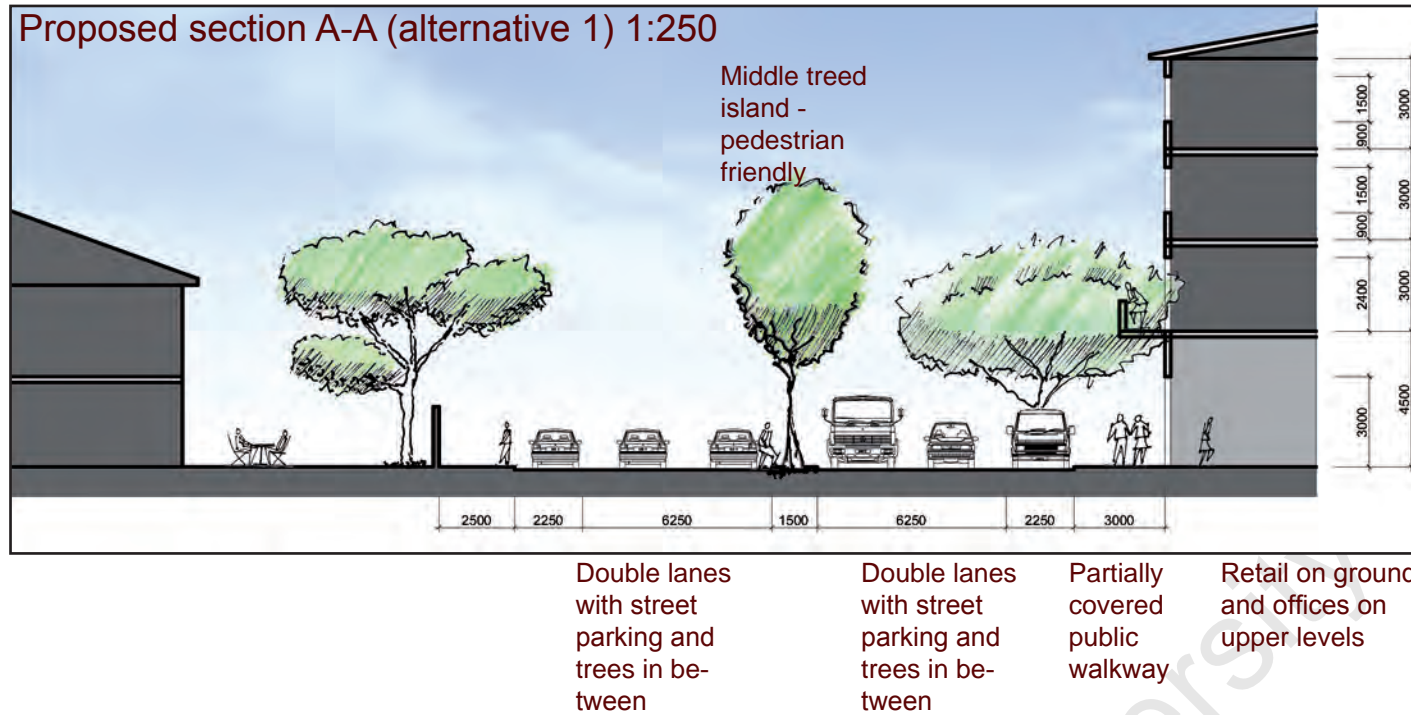 Proposed section A-A (alternative 1) 1:250
Middle treed
island -
pedestrian
friendly
3000
1500
900
3000
1500
900
3000
2400
4500
3000
2500 2250 6250 1500 6250 2250 3000
Double lanes
with street
parking and
trees in be-
tween
Double lanes
with street
parking and
trees in be-
tween
Partially
covered
public
walkway
Retail on ground
and offices on
upper levels
ersity